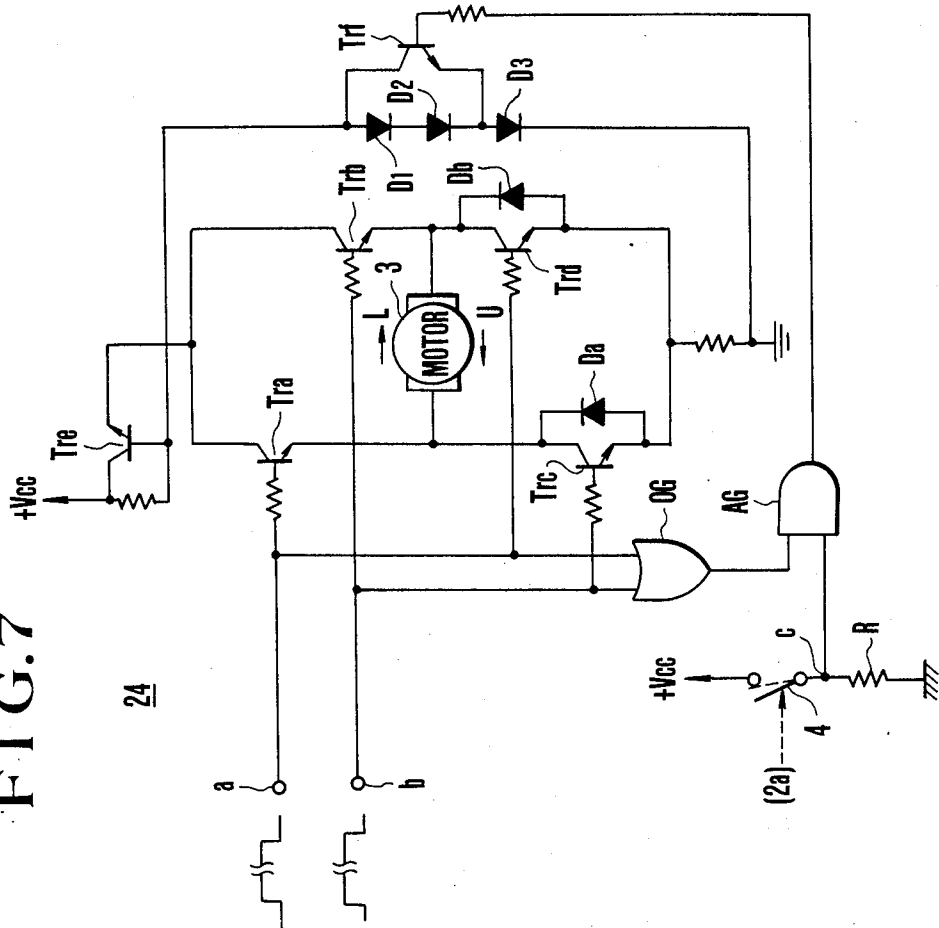 FIG.7
24
+Vcc
Tre
Tra
Trb
Trf
D1
D2
D3
Db
3
L
MOTOR
U
Trd
Da
Trc
OG
AG
a
b
+Vcc
c
R
4
(2a)